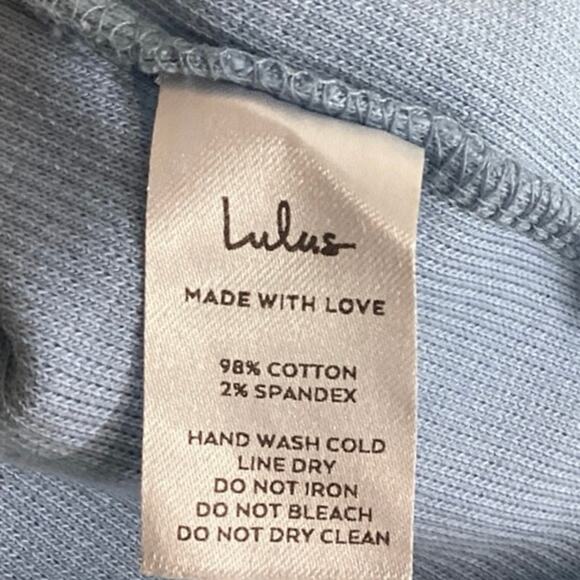 Lulus
MADE WITH LOVE
98% COTTON
2% SPANDEX
HAND WASH COLD
LINE DRY
DO NOT IRON
DO NOT BLEACH
DO NOT DRY CLEAN